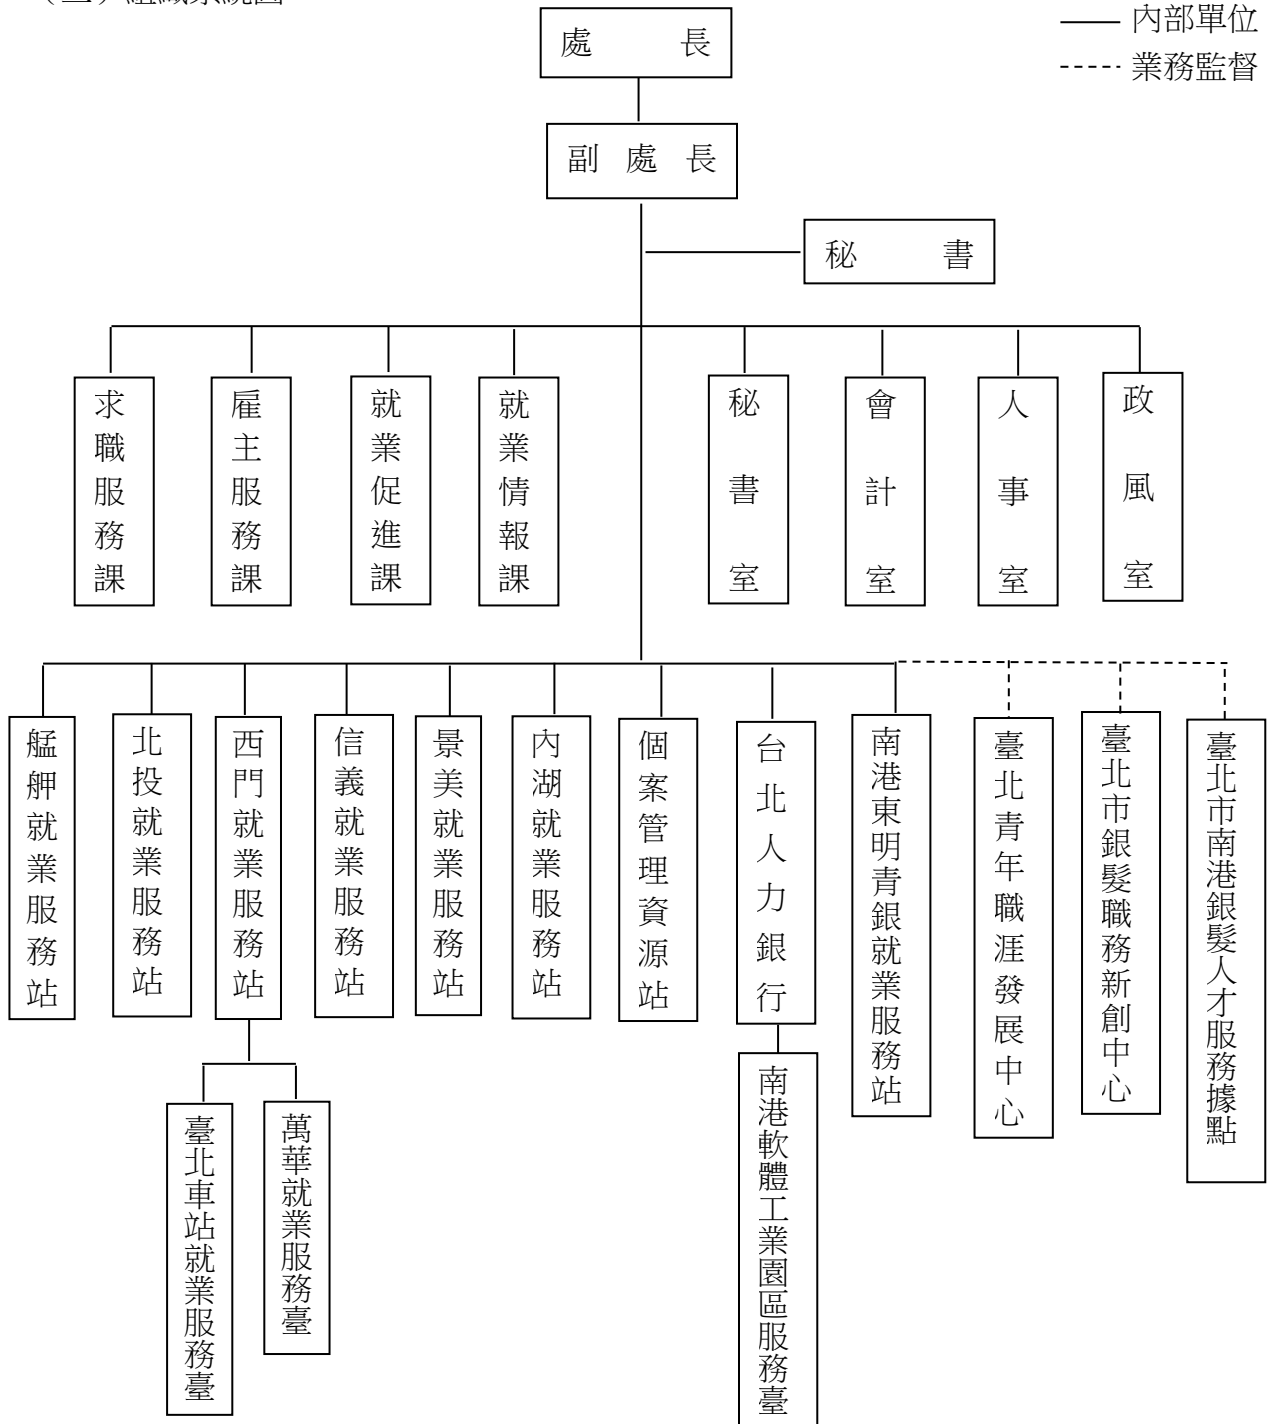 組織系統圖
內部單位
業務監督
處長
副處長
秘書
求職服務課
雇主服務課
就業促進課
就業情報課
秘書室
會計室
人事室
政風室
艋舺就業服務站
北投就業服務站
西門就業服務站
信義就業服務站
景美就業服務站
內湖就業服務站
個案管理資源站
台北人力銀行
南港東明青銀就業服務站
臺北青年職涯發展中心
臺北市銀髮職務新創中心
臺北市南港銀髮人才服務據點
臺北車站就業服務臺
萬華就業服務臺
南港軟體工業園區服務臺